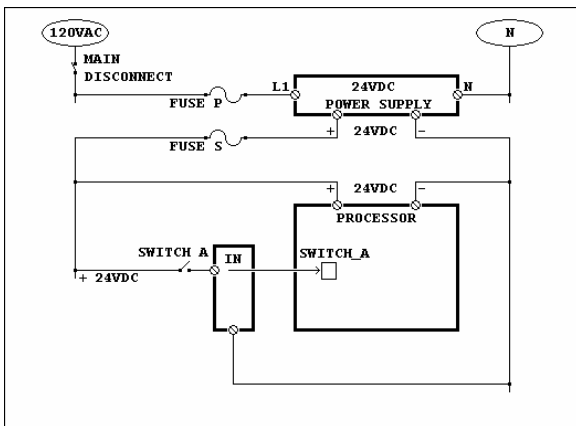 120VAC
N
MAIN
DISCONNECT
FUSE P
L1
24VDC
POWER SUPPLY
N
FUSE S
+ 24VDC -
+ 24VDC -
PROCESSOR
SWITCH A
IN
SWITCH_A
+ 24VDC